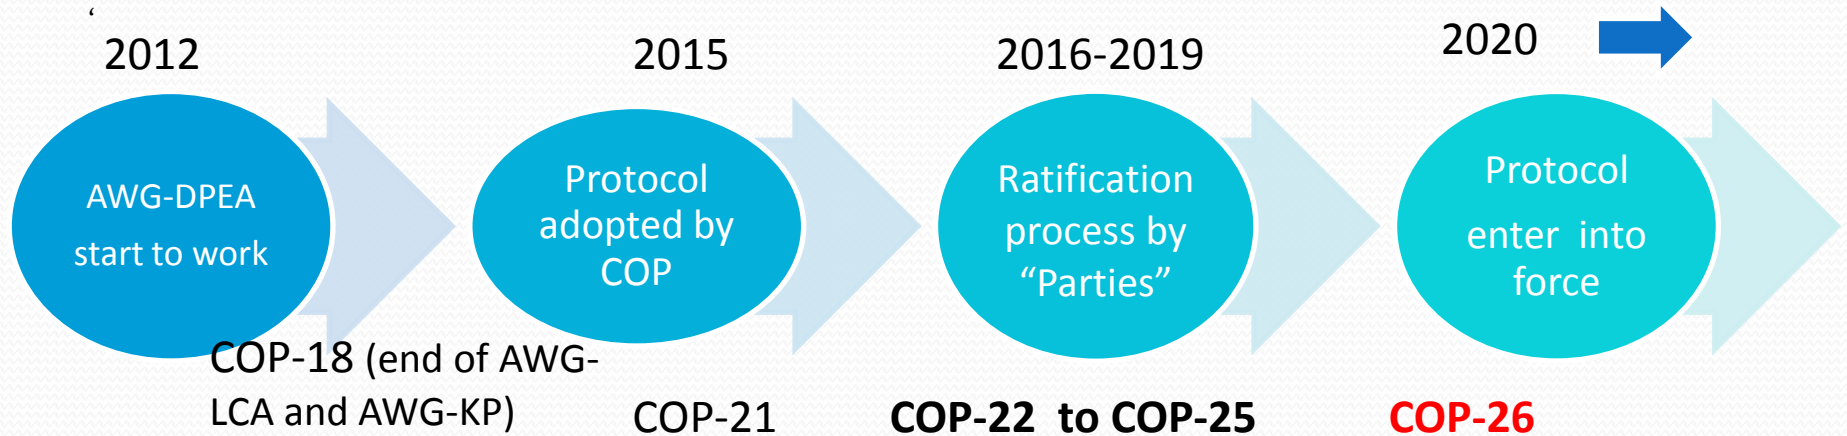 ‘
2012
2015
2016-2019
2020
AWG-DPEA
start to work
Protocol
adopted by
COP
Ratification
process by
“Parties”
Protocol
enter into
force
COP-18 (end of AWG-
LCA and AWG-KP)
COP-21
COP-22 to COP-25
COP-26